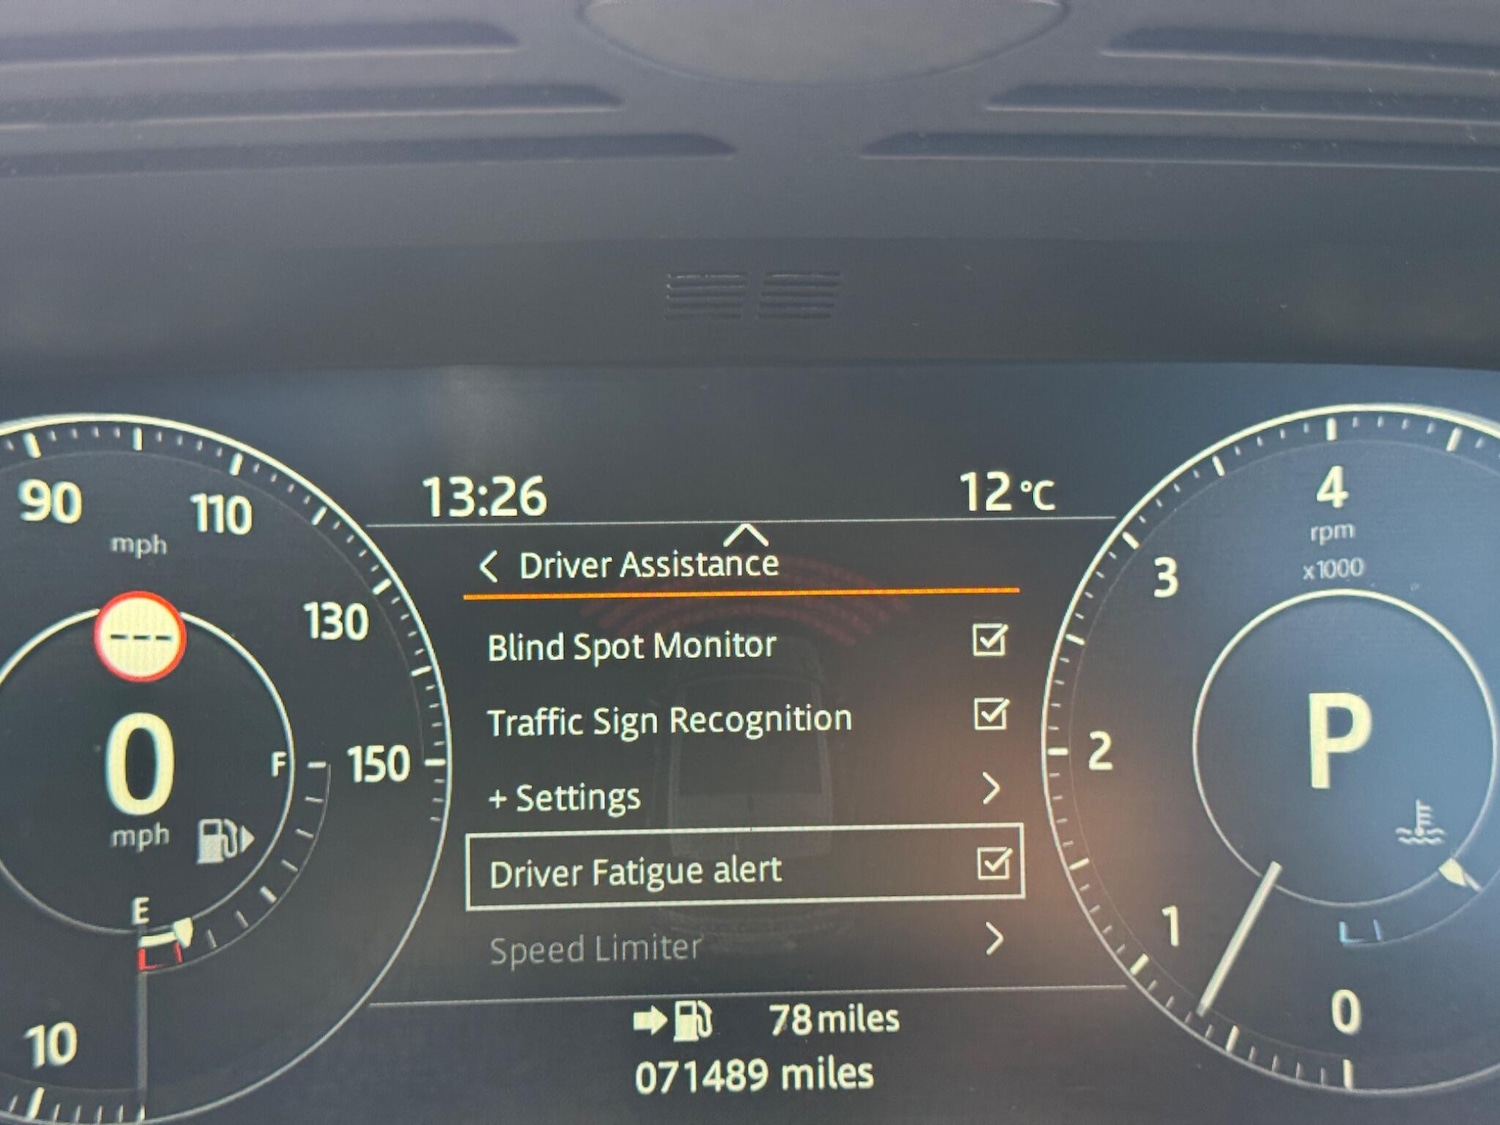 13:26
12 °C
90
110
mph
130
150
---
0
mph
F
E
10
Driver Assistance
Blind Spot Monitor
Traffic Sign Recognition
+ Settings
Driver Fatigue alert
Speed Limiter
78 miles
071489 miles
4
rpm
x1000
3
2
1
0
P